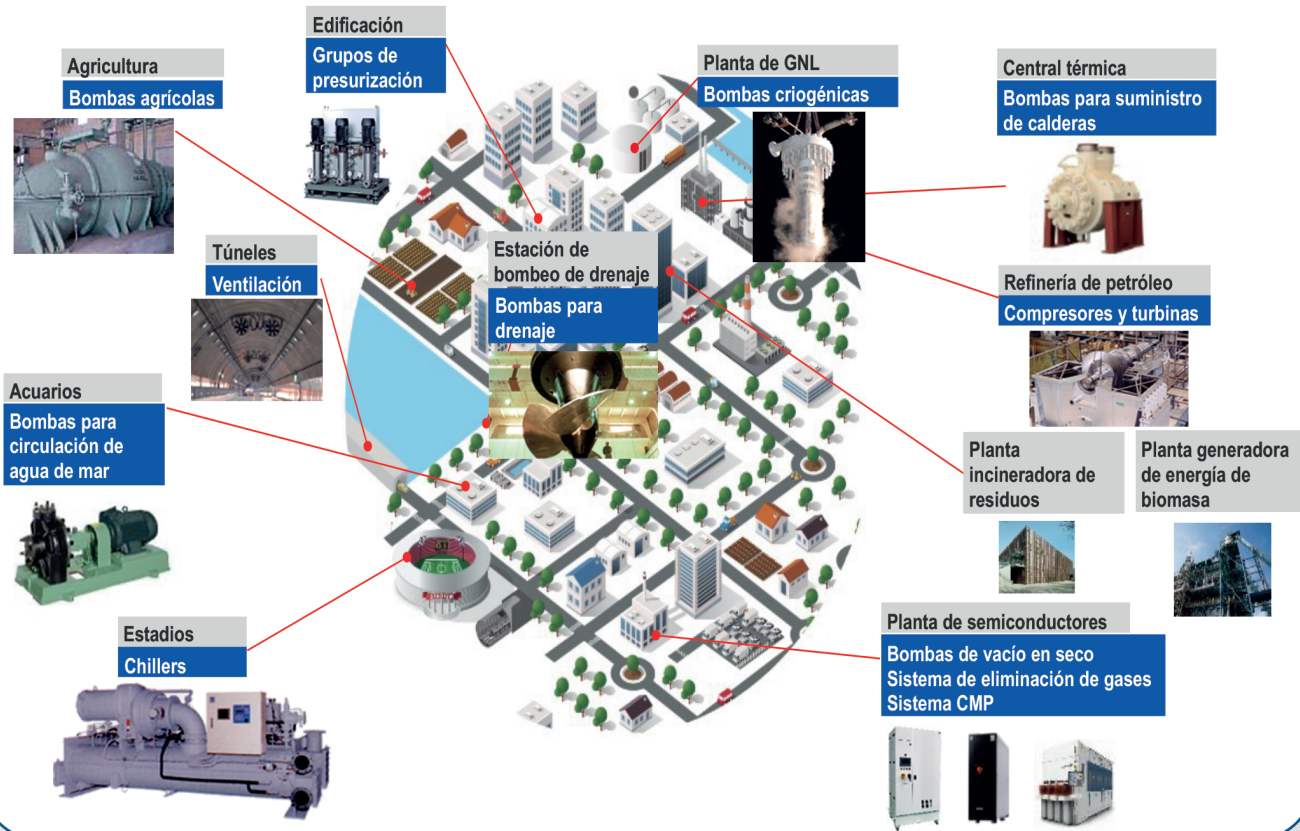 Edificación
Grupos de
presurización
Agricultura
Bombas agrícolas
Planta de GNL
Bombas criogénicas
Central térmica
Bombas para suministro
de calderas
Túneles
Ventilación
Estación de
bombeo de drenaje
Bombas para
drenaje
Refinería de petróléo
Compresores y turbinas
Acuarios
Bombas para
circulación de
agua de mar
Planta
incineradora de
residuos
Planta generadora
de energía de
biomasa
Estadios
Chillers
Planta de semiconductores
Bombas de vacío en seco
Sistema de eliminación de gases
Sistema CMP